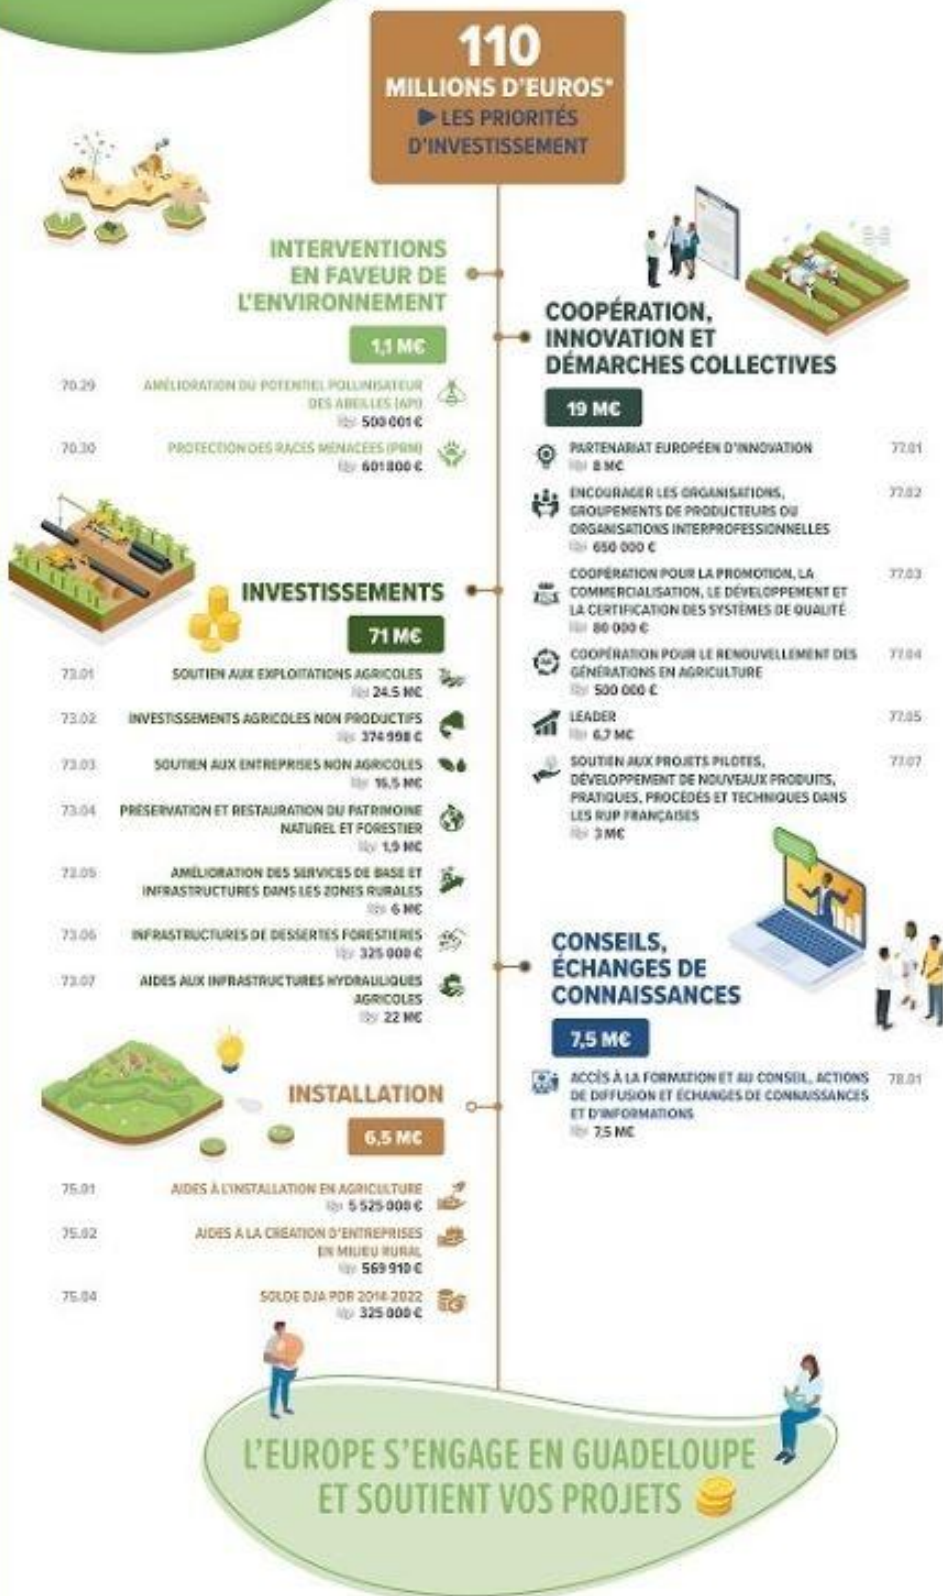 110
MILLIONS D'EUROS*
▶ LES PRIORITÉS
D'INVESTISSEMENT
INTERVENTIONS
EN FAVEUR DE
L'ENVIRONNEMENT
1,1 M€
70.29
AMÉLIORATION DU POTENTIEL POLLINISATEUR
DES ABEILLES (API)
500 001 €
70.30
PROTECTION DES RACES MENACÉES (PRM)
601 800 €
INVESTISSEMENTS
71 M€
73.01
SOUTIEN AUX EXPLOITATIONS AGRICOLES
24.5 M€
73.02
INVESTISSEMENTS AGRICOLES NON PRODUCTIFS
374 998 €
73.03
SOUTIEN AUX ENTREPRISES NON AGRICOLES
16,5 M€
73.04
PRÉSERVATION ET RESTAURATION DU PATRIMOINE
NATUREL ET FORESTIER
1,9 M€
73.05
AMÉLIORATION DES SERVICES DE BASE ET
INFRASTRUCTURES DANS LES ZONES RURALES
6 M€
73.06
INFRASTRUCTURES DE DESSERTES FORESTIERES
325 000 €
73.07
AIDES AUX INFRASTRUCTURES HYDRAULIQUES
AGRICOLES
22 M€
INSTALLATION
6,5 M€
75.01
AIDES À L'INSTALLATION EN AGRICULTURE
5 525 000 €
75.02
AIDES À LA CRÉATION D'ENTREPRISES
EN MILIEU RURAL
569 910 €
75.04
SOLDE DJA PDR 2014-2022
325 000 €
COOPÉRATION,
INNOVATION ET
DÉMARCHES COLLECTIVES
19 M€
PARTENARIAT EUROPÉEN D'INNOVATION
77.01
8 M€
ENCOURAGER LES ORGANISATIONS,
77.02
GROUPEMENTS DE PRODUCTEURS OU
ORGANISATIONS INTERPROFESSIONNELLES
650 000 €
COOPÉRATION POUR LA PROMOTION, LA
77.03
COMMERCIALISATION, LE DÉVELOPPEMENT ET
LA CERTIFICATION DES SYSTÈMES DE QUALITÉ
80 000 €
COOPÉRATION POUR LE RENOUVELLEMENT DES
77.04
GÉNÉRATIONS EN AGRICULTURE
500 000 €
LEADER
77.05
6,7 M€
SOUTIEN AUX PROJETS PILOTES,
77.07
DÉVELOPPEMENT DE NOUVEAUX PRODUITS,
PRATIQUES, PROCÉDÉS ET TECHNIQUES DANS
LES RUP FRANÇAISES
3 M€
CONSEILS,
ÉCHANGES DE
CONNAISSANCES
7,5 M€
ACCÈS À LA FORMATION ET AU CONSEIL, ACTIONS
78.01
DE DIFFUSION ET ÉCHANGES DE CONNAISSANCES
ET D'INFORMATIONS
7,5 M€
L'EUROPE S'ENGAGE EN GUADELOUPE
ET SOUTIENT VOS PROJETS